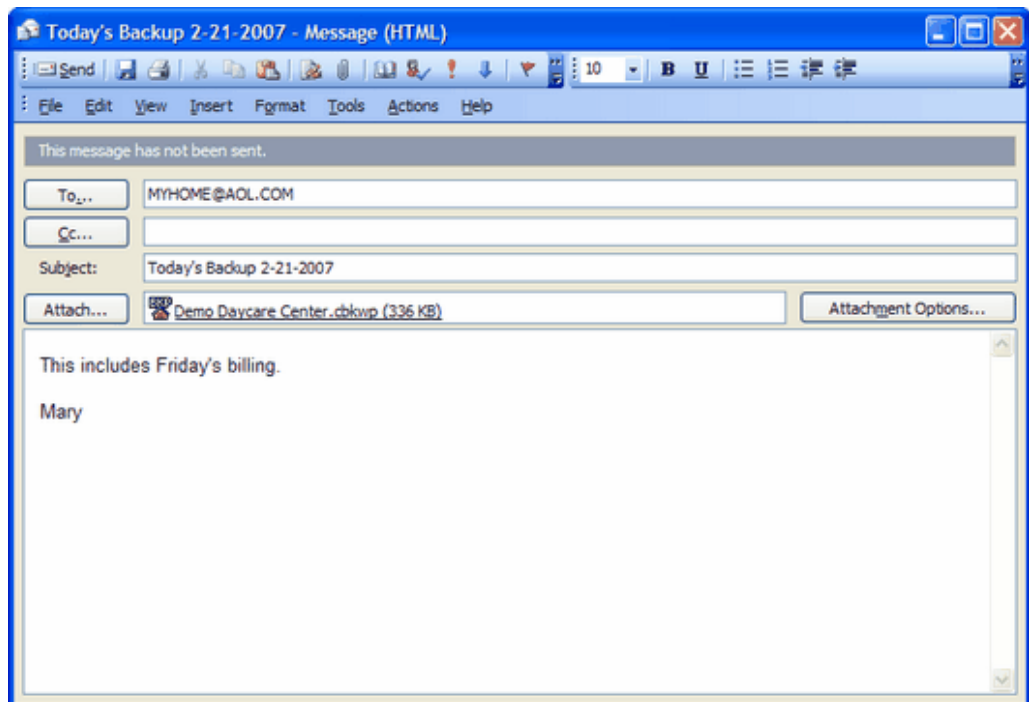 Today's Backup 2-21-2007 - Message (HTML)
Send 10 B U
File Edit View Insert Format Tools Actions Help
This message has not been sent.
To... MYHOME@AOL.COM
Cc...
Subject: Today's Backup 2-21-2007
Attach... Demo Daycare Center.cbkwp (336 KB) Attachment Options...
This includes Friday's billing.
Mary